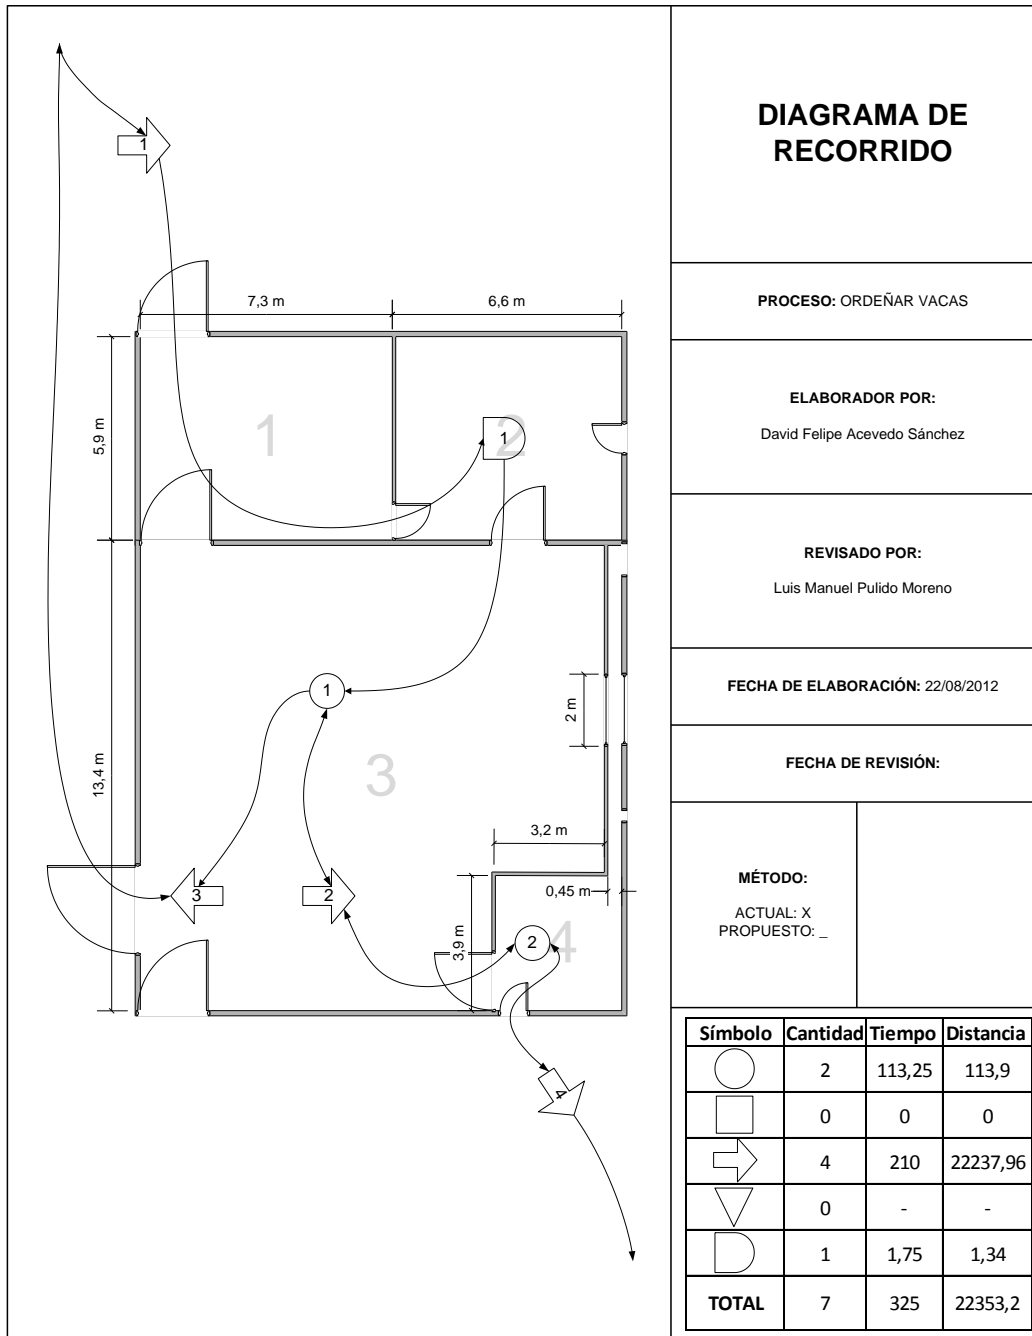 1
7,3 m
6,6 m
5,9 m
1
2
1
13,4 m
1
3
2 m
3,2 m
0,45 m
3
2
3,9 m
2
4
4
DIAGRAMA DE
RECORRIDO
PROCESO: ORDEÑAR VACAS
ELABORADOR POR:
David Felipe Acevedo Sánchez
REVISADO POR:
Luis Manuel Pulido Moreno
FECHA DE ELABORACIÓN: 22/08/2012
FECHA DE REVISIÓN:
MÉTODO:
ACTUAL: X
PROPUESTO: _
Símbolo Cantidad Tiempo Distancia
2 113,25 113,9
0 0 0
4 210 22237,96
0 - -
1 1,75 1,34
TOTAL 7 325 22353,2